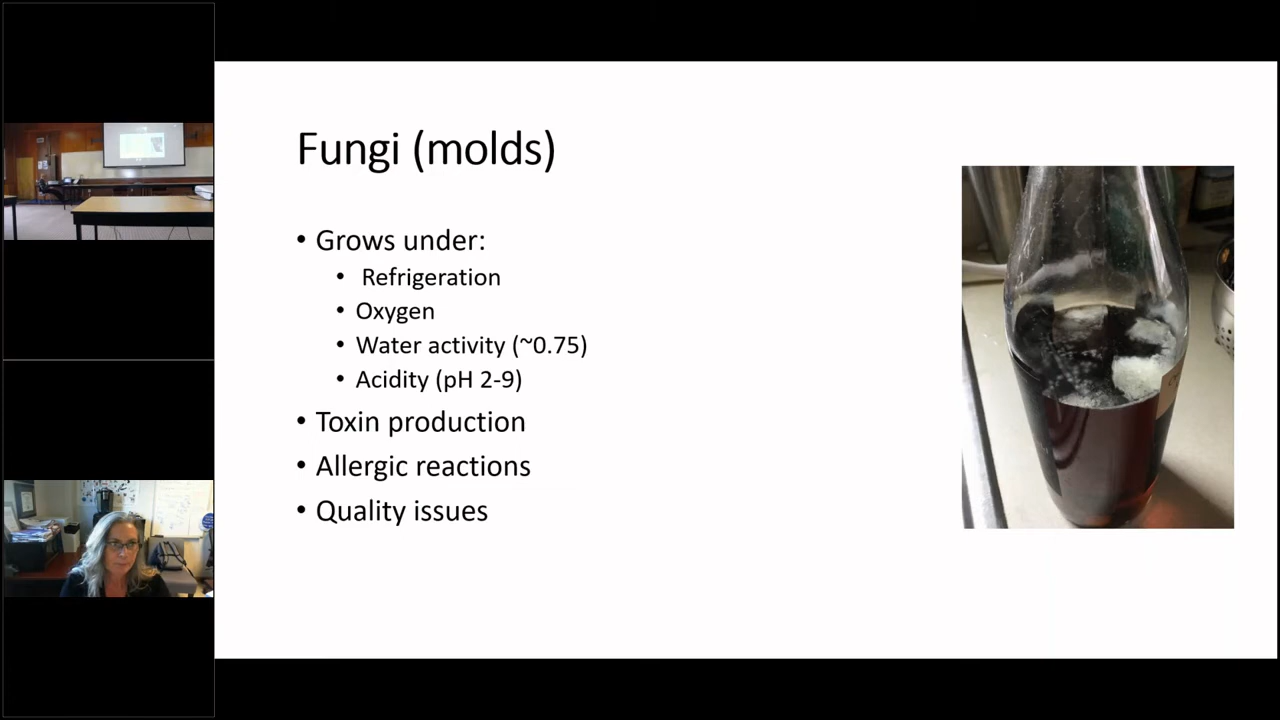 Fungi (molds)
• Grows under:
• Refrigeration
• Oxygen
• Water activity (~0.75)
• Acidity (pH 2-9)
• Toxin production
• Allergic reactions
• Quality issues